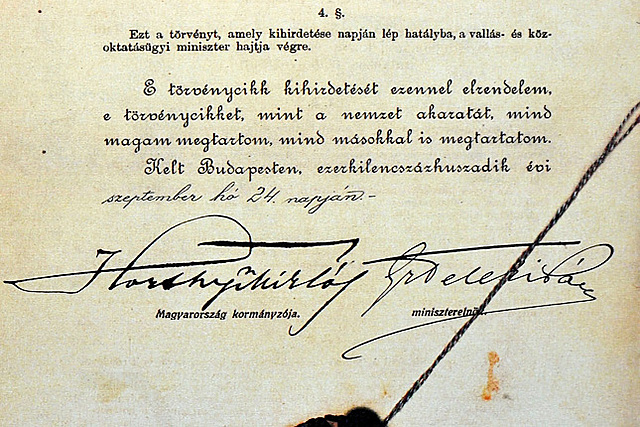 4. §.
Ezt a törvényt, amely kihirdetése napján lép hatályba, a vallás- és köz-
oktatásügyi miniszter hajtja végre.
E törvénycikk kihirdetését ezennel elrendelem,
e törvénycikket, mint a nemzet akaratát, mind
magam megtartom, mind másokkal is megtartatom.
Kelt Budapesten, ezerkilencszázhuszadik évi
szeptember hó 24. napján.-
Horthy Miklós
Magyarország kormányzója. miniszterelnök.